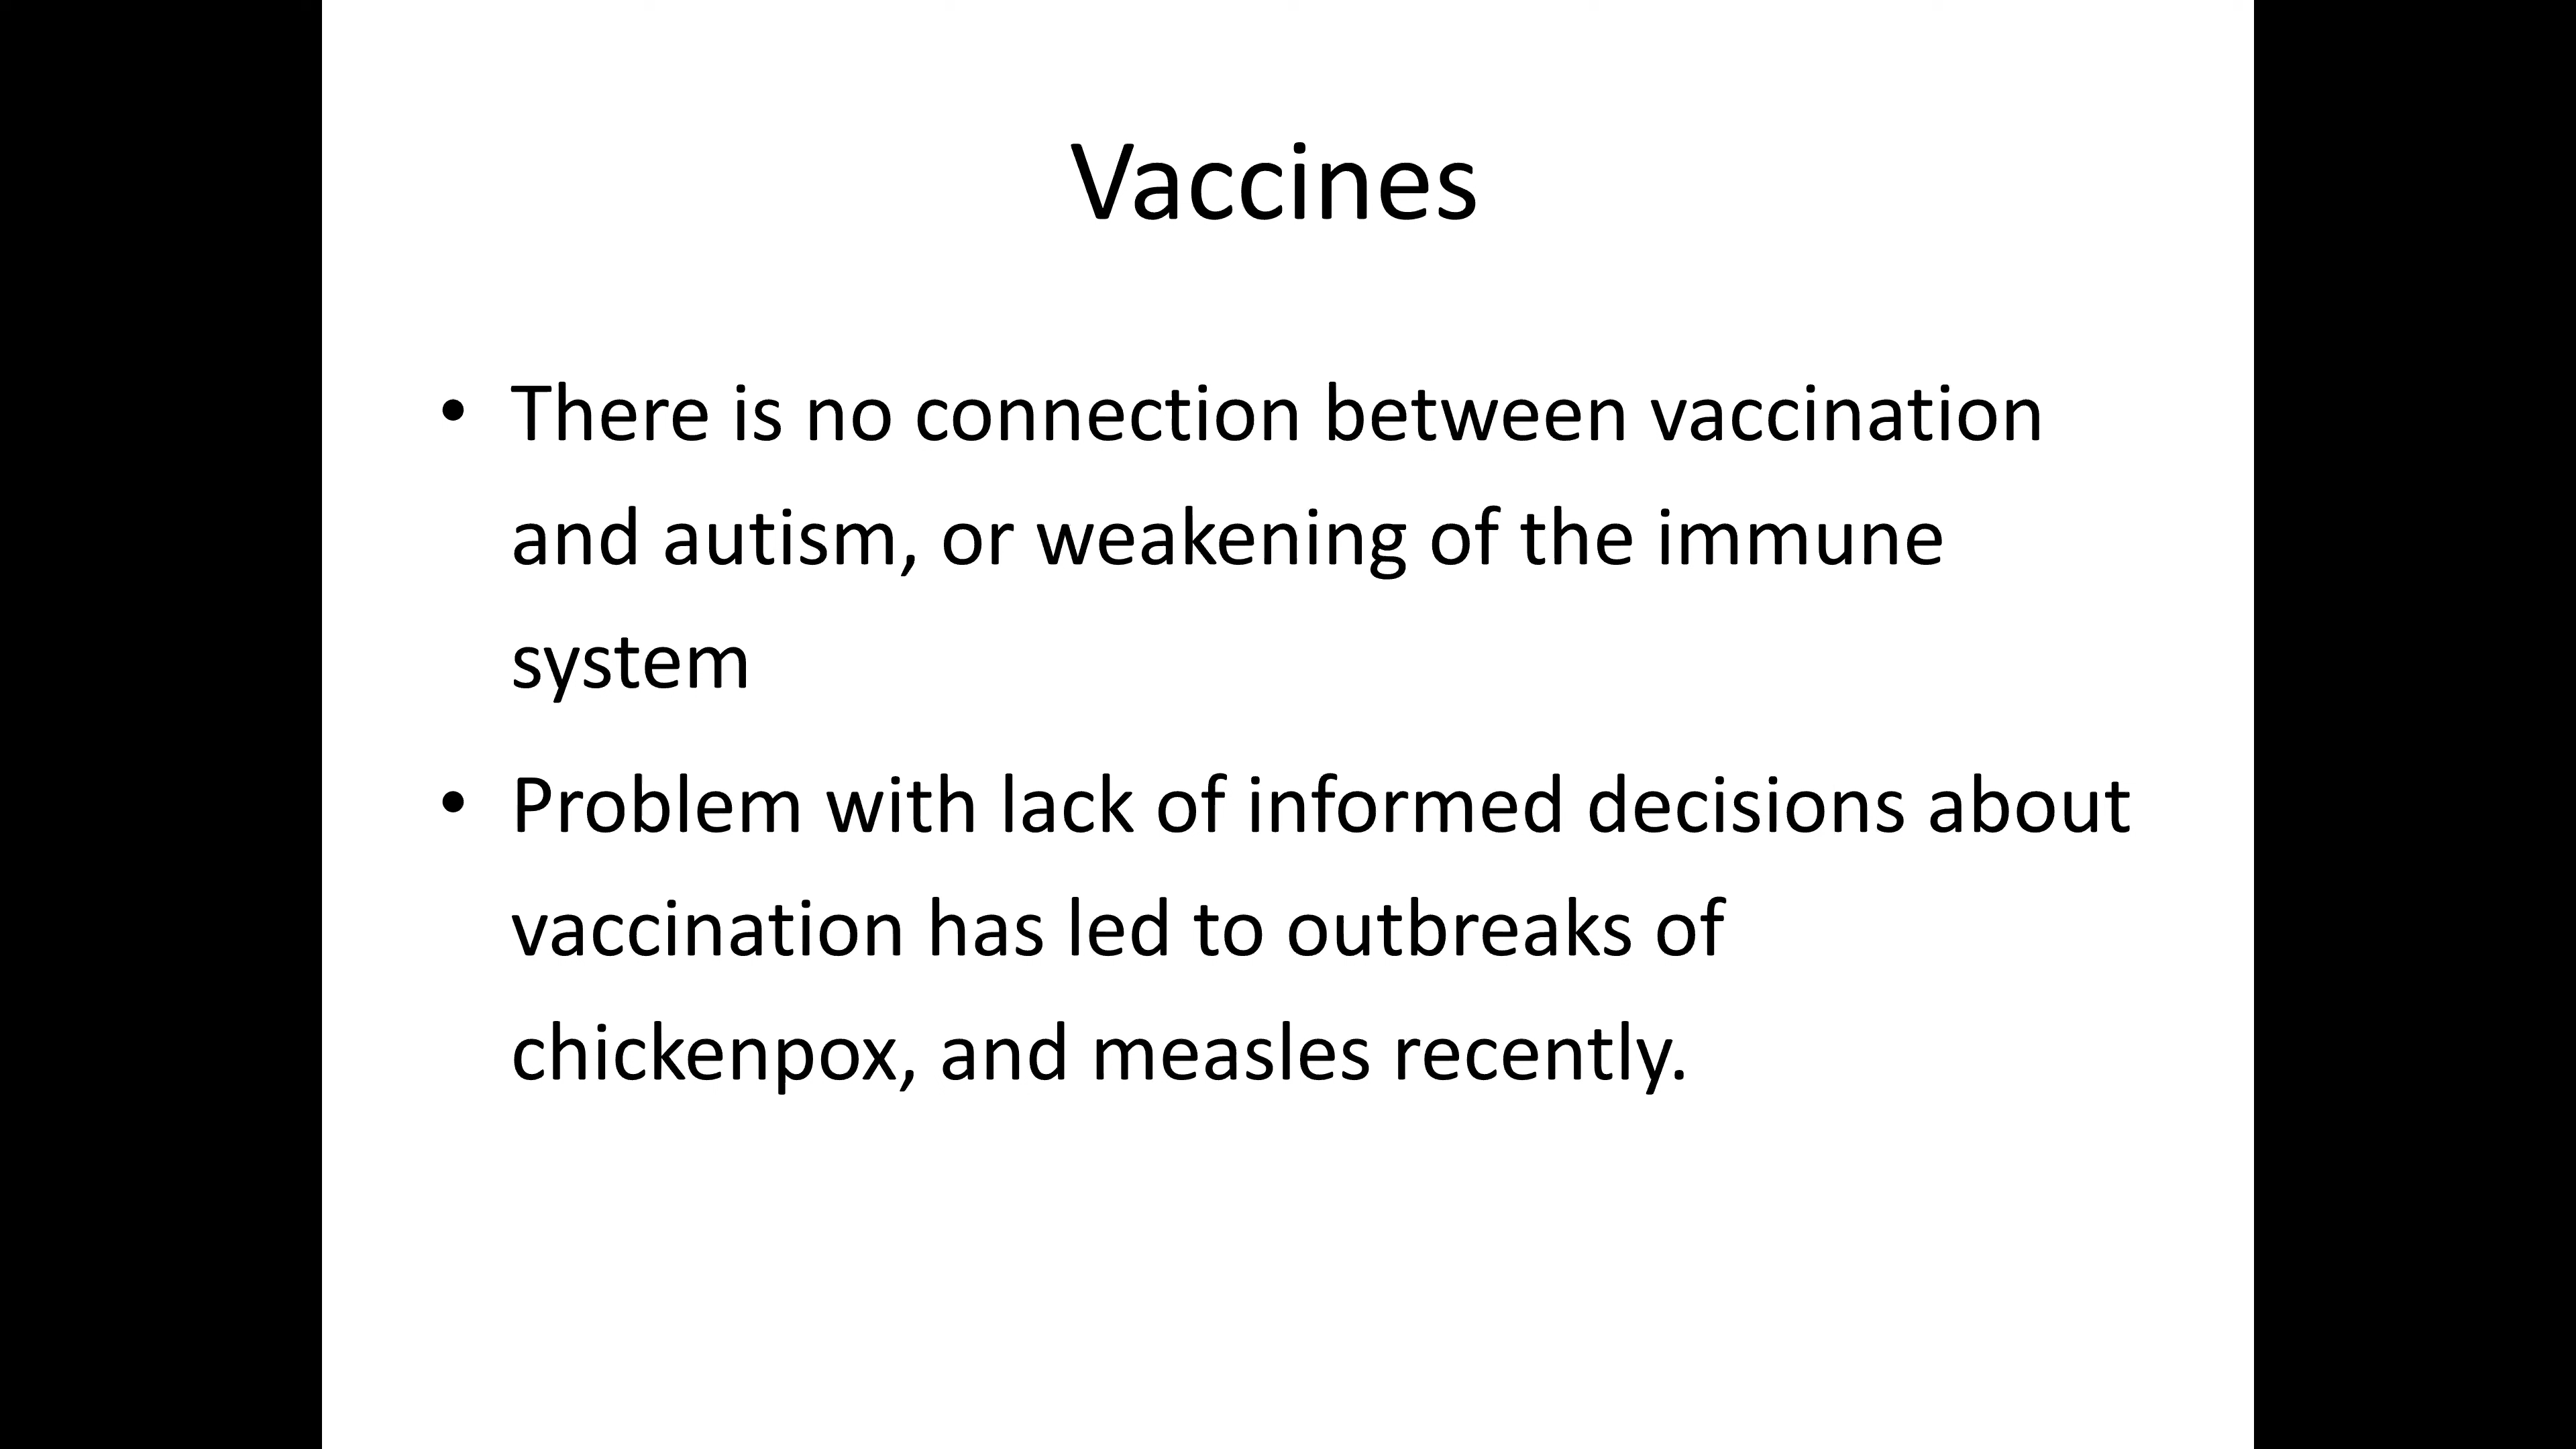 Vaccines
• There is no connection between vaccination
and autism, or weakening of the immune
system
• Problem with lack of informed decisions about
vaccination has led to outbreaks of
chickenpox, and measles recently.